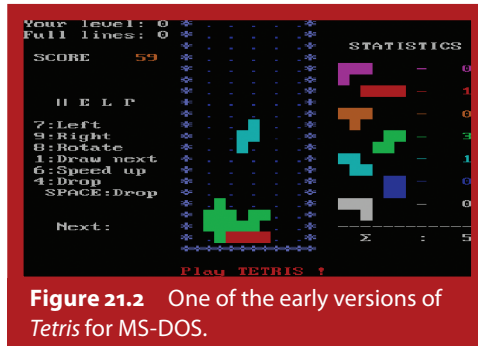 Your level: 0
Full lines: 0
SCORE 59
STATISTICS
H E L P
7:Left
9:Right
8:Rotate
1:Draw next
6:Speed up
4:Drop
SPACE:Drop
Next:
- 0
- 1
- 0
- 3
- 1
- 0
- 0
Σ : 5
Play TETRIS !
Figure 21.2 One of the early versions of
Tetris for MS-DOS.